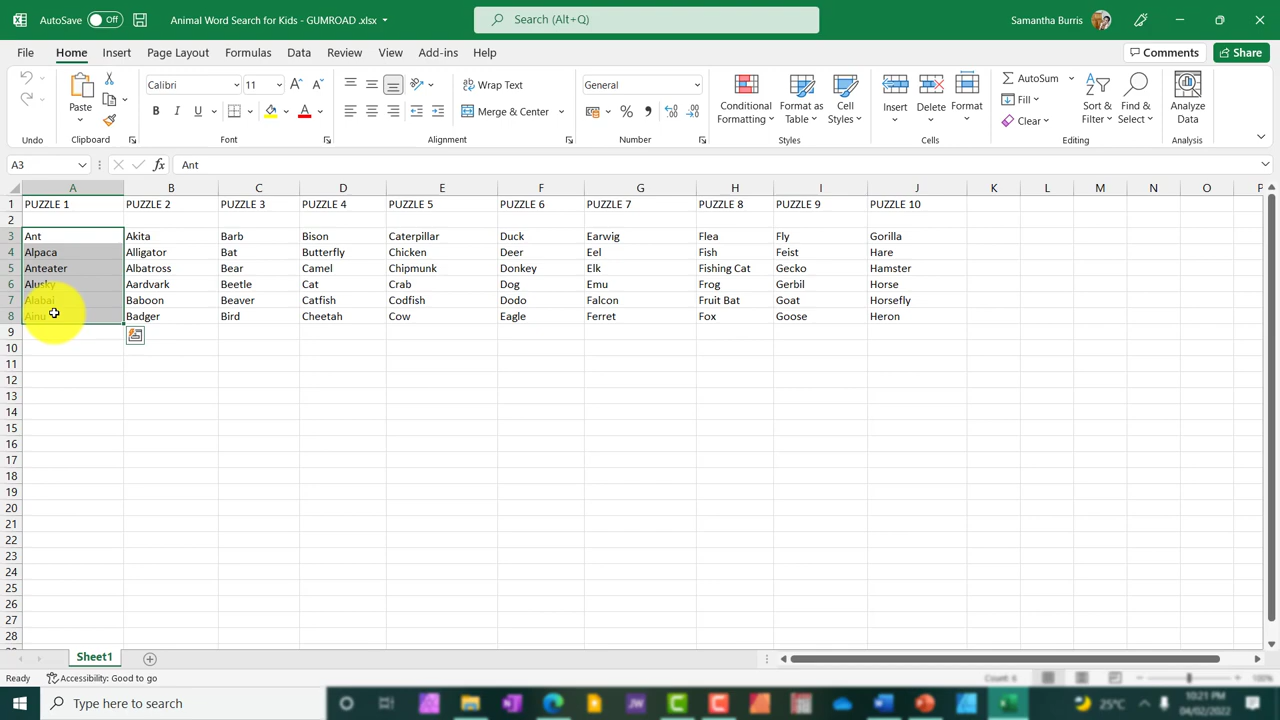 AutoSave Off Animal Word Search for Kids - GUMROAD .xlsx Search (Alt+Q) Samantha Burris
File Home Insert Page Layout Formulas Data Review View Add-ins Help Comments Share
Calibri 11 Wrap Text General AutoSum
Paste Conditional Formatting Format as Table Cell Styles Insert Delete Format Fill Sort & Filter Find & Select Analyze Data
B I U Merge & Center % Clear
Undo Clipboard Font Alignment Number Styles Cells Editing Analysis
A3 fx Ant
A B C D E F G H I J K L M N O P
1 PUZZLE 1 PUZZLE 2 PUZZLE 3 PUZZLE 4 PUZZLE 5 PUZZLE 6 PUZZLE 7 PUZZLE 8 PUZZLE 9 PUZZLE 10
2
3 Ant Akita Barb Bison Caterpillar Duck Earwig Flea Fly Gorilla
4 Alpaca Alligator Bat Butterfly Chicken Deer Eel Fish Feist Hare
5 Anteater Albatross Bear Camel Chipmunk Donkey Elk Fishing Cat Gecko Hamster
6 Alusky Aardvark Beetle Cat Crab Dog Emu Frog Gerbil Horse
7 Alabai Baboon Beaver Catfish Codfish Dodo Falcon Fruit Bat Goat Horsefly
8 Ainu Badger Bird Cheetah Cow Eagle Ferret Fox Goose Heron
9
10
11
12
13
14
15
16
17
18
19
20
21
22
23
24
25
26
27
28
Sheet1
Ready Accessibility: Good to go Count: 6 100%
Type here to search JW 25°C 10:21 PM
04/02/2022